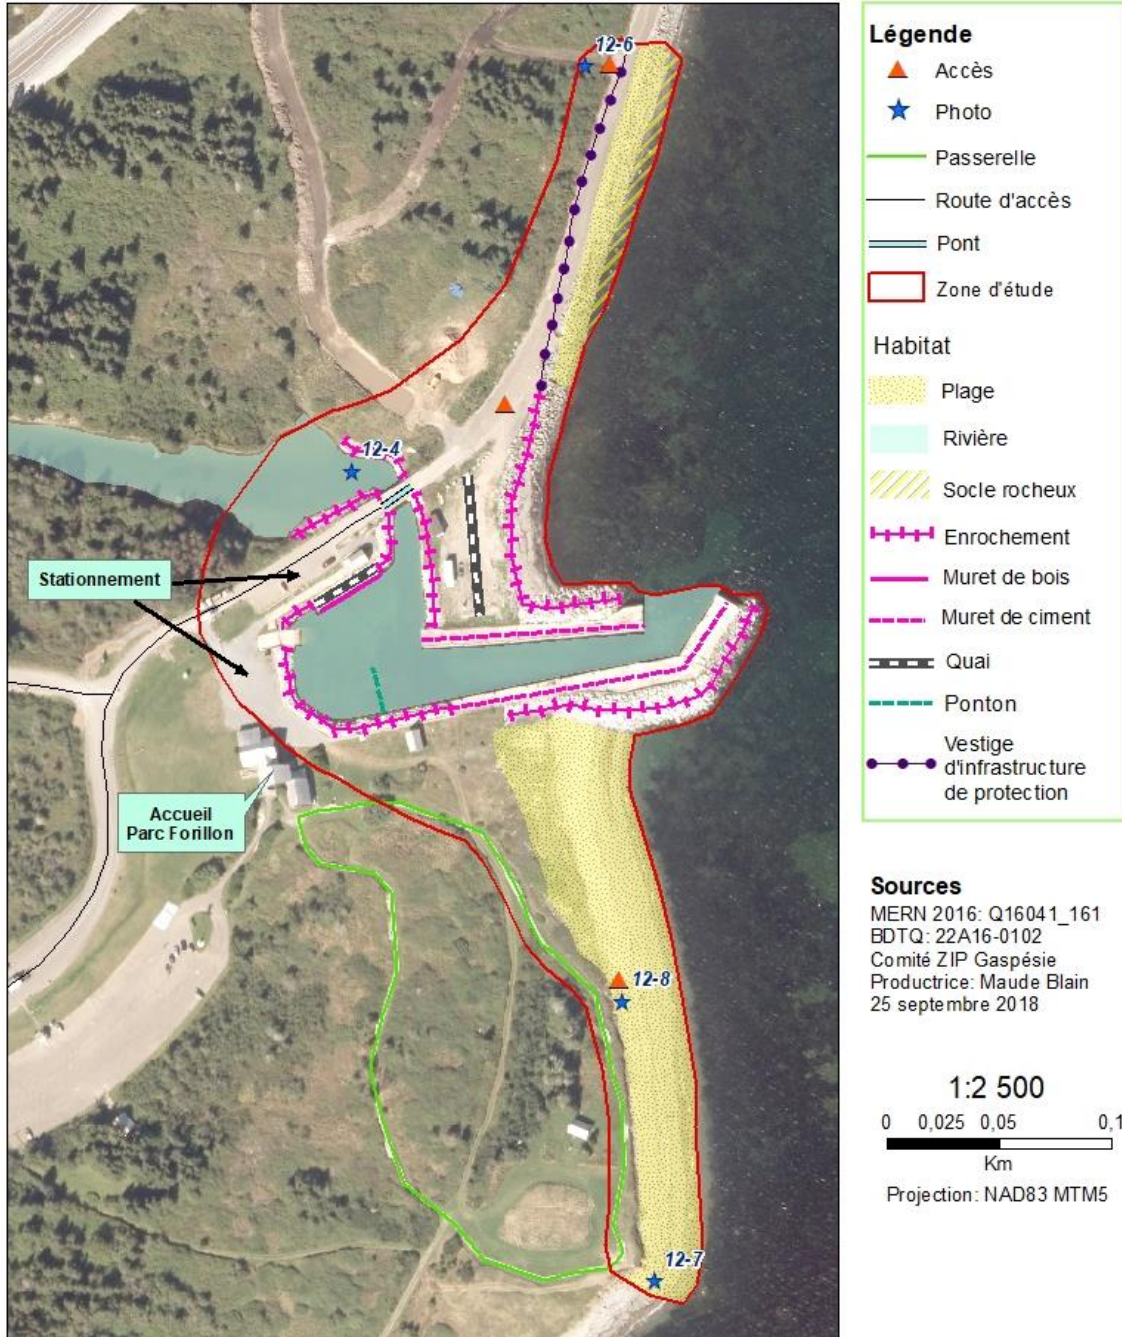 12-6
12-4
Stationnement
Accueil
Parc Forillon
12-8
12-7
Légende
Accès
Photo
Passerelle
Route d'accès
Pont
Zone d'étude
Habitat
Plage
Rivière
Socle rocheux
Enrochement
Muret de bois
Muret de ciment
Quai
Ponton
Vestige
d'infrastructure
de protection
Sources
MERN 2016: Q16041_161
BDTQ: 22A16-0102
Comité ZIP Gaspésie
Productrice: Maude Blain
25 septembre 2018
1:2 500
0 0,025 0,05 0,1
Km
Projection: NAD83 MTM5